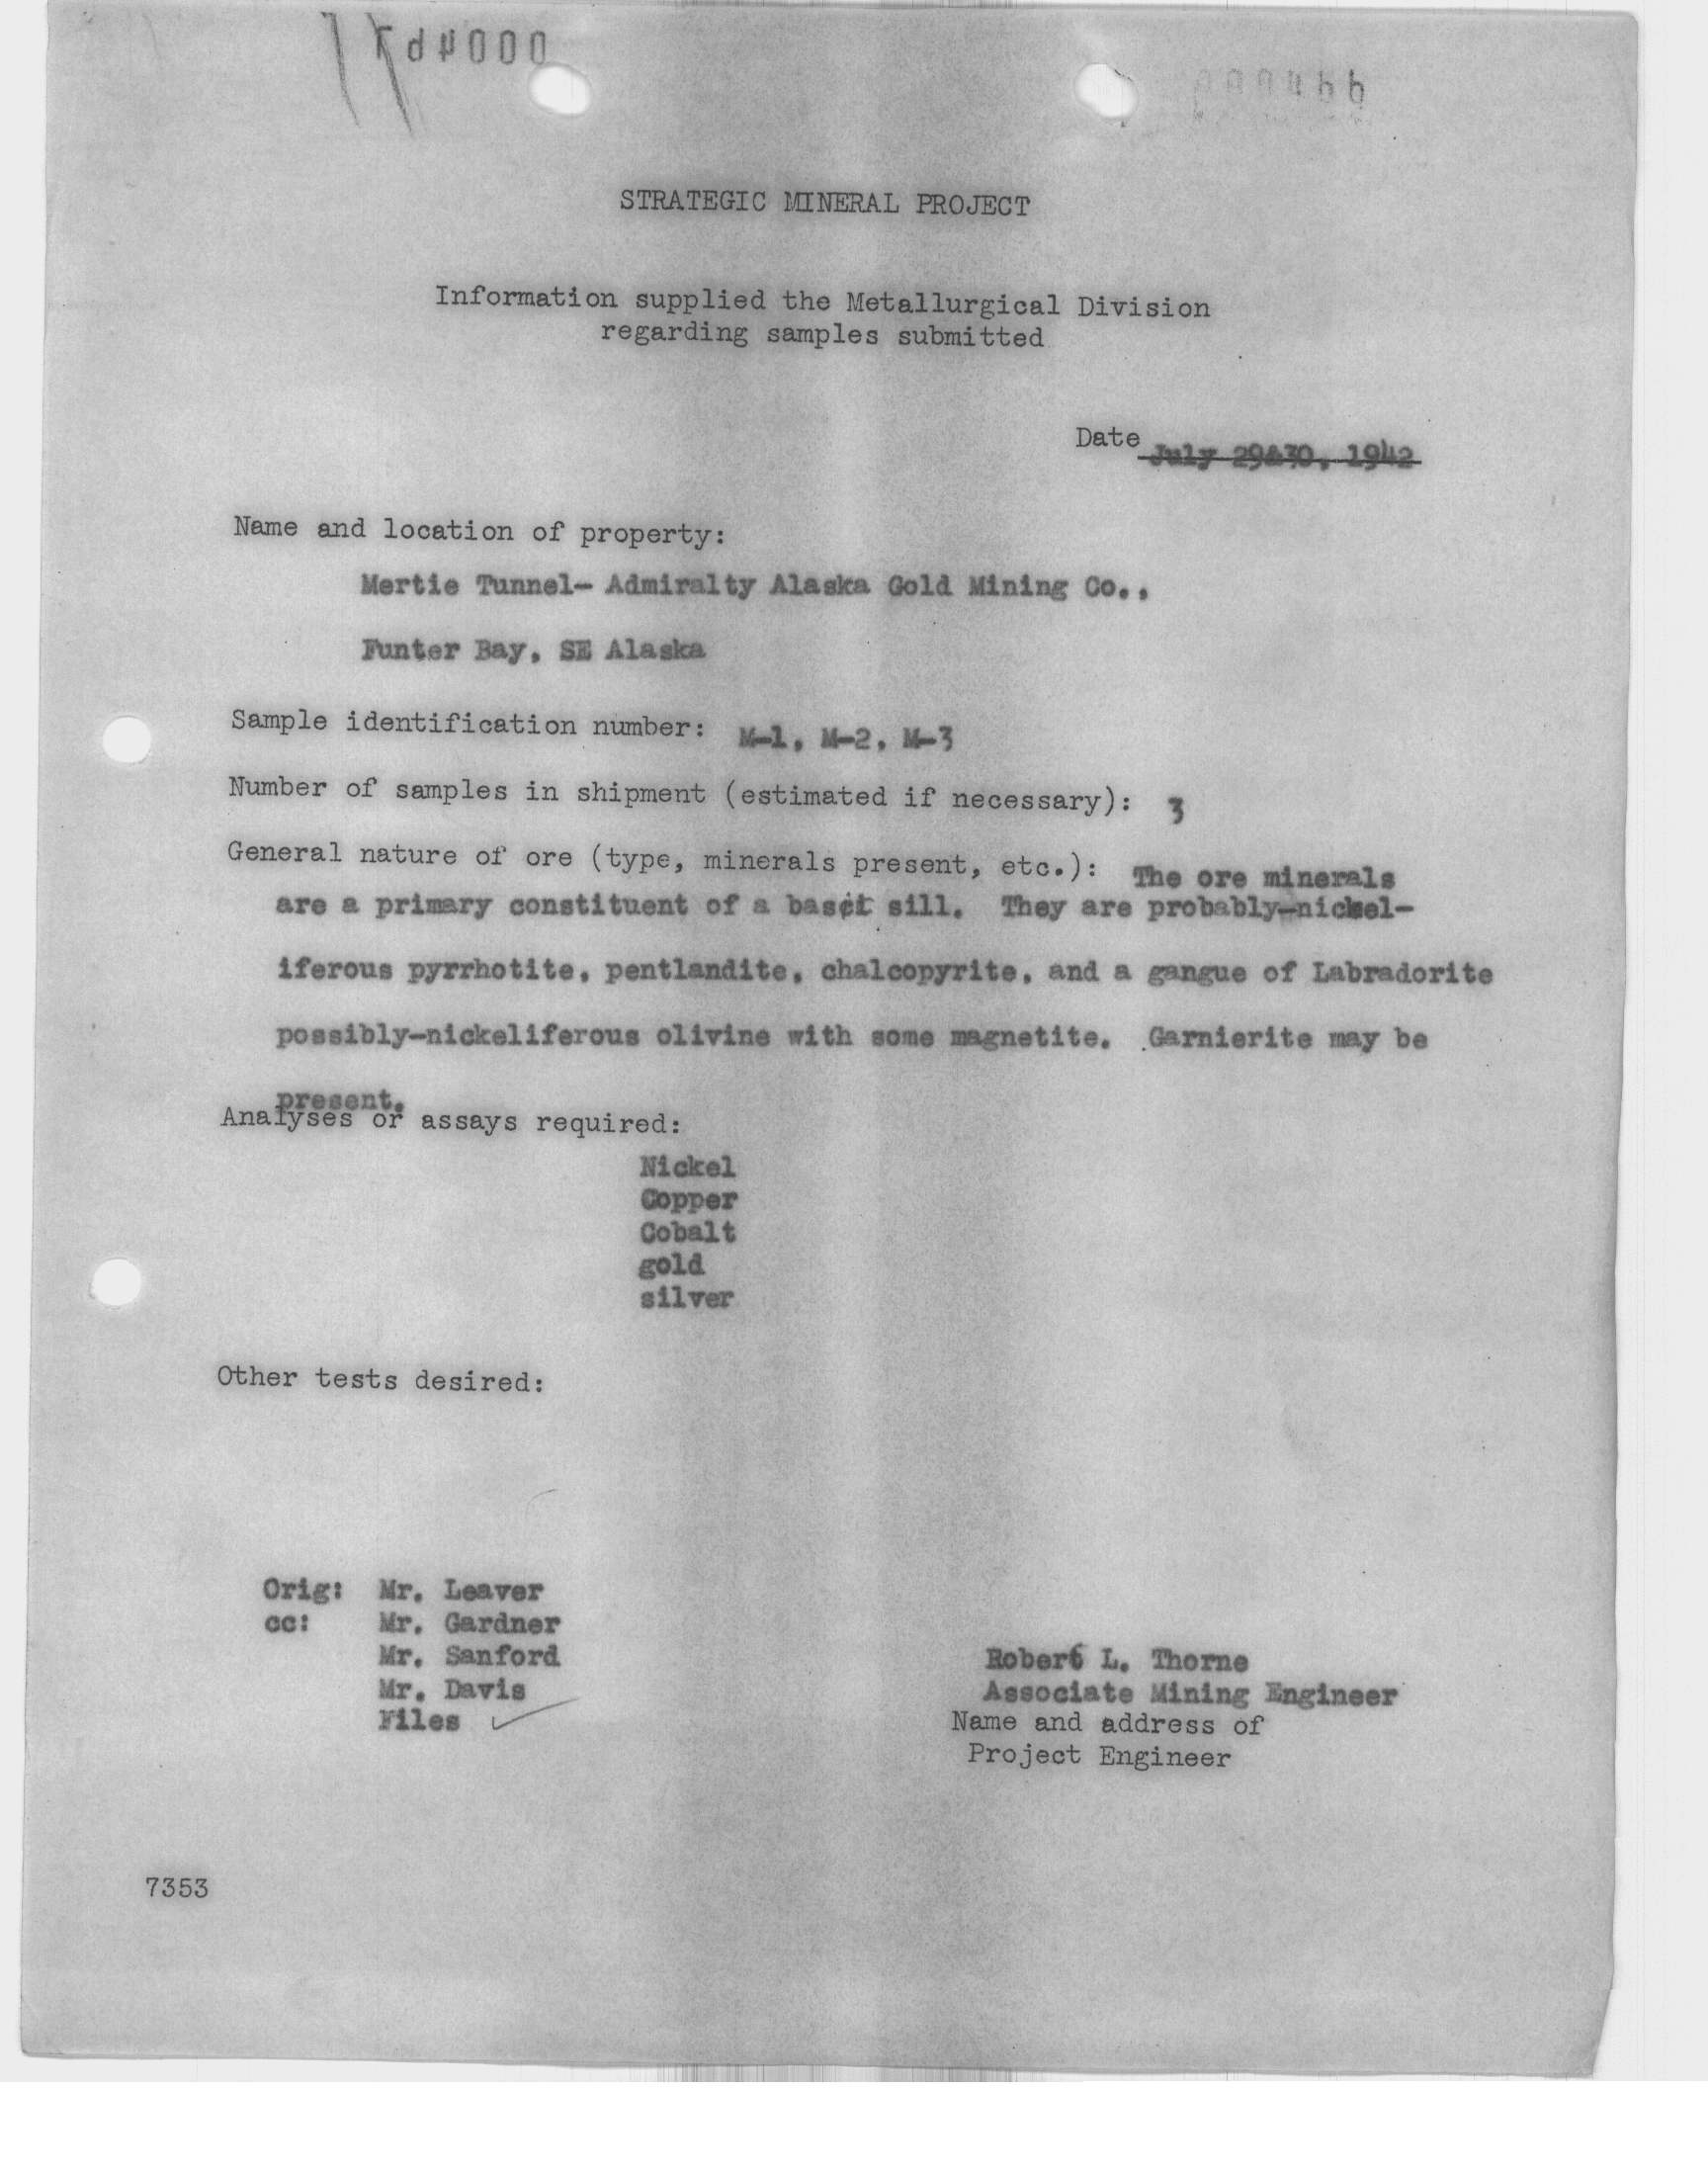 STRATEGIC MINERAL PROJECT
Information supplied the Metallurgical Division
regarding samples submitted
Date July 29&30, 1942
Name and location of property:
Mertie Tunnel- Admiralty Alaska Gold Mining Co.,
Funter Bay, SE Alaska
Sample identification number: M-1, M-2, M-3
Number of samples in shipment (estimated if necessary): 3
General nature of ore (type, minerals present, etc.): The ore minerals
are a primary constituent of a sill. They are probably-nickel-
iferous pyrrhotite, pentlandite, chalcopyrite, and a gangue of Labradorite
possibly-nickeliferous olivine with some magnetite. Garnierite may be
present.
Analyses or assays required:
Nickel
Copper
Cobalt
gold
silver
Other tests desired:
Orig: Mr. Leaver
cc: Mr. Gardner
Mr. Sanford
Mr. Davis
Files ✓
Robert L. Thorne
Associate Mining Engineer
Name and address of
Project Engineer
7353